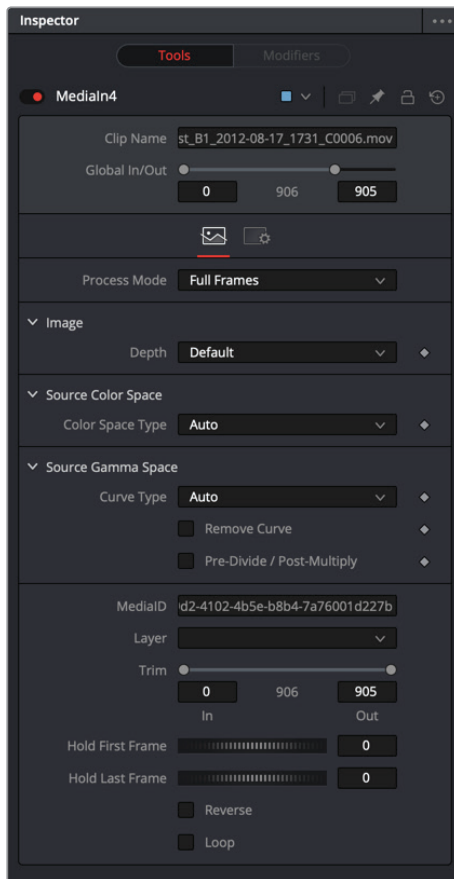 Inspector
Tools Modifiers
MediaIn4
Clip Name st_B1_2012-08-17_1731_C0006.mov
Global In/Out
0 906 905
Process Mode Full Frames
Image
Depth Default
Source Color Space
Color Space Type Auto
Source Gamma Space
Curve Type Auto
Remove Curve
Pre-Divide / Post-Multiply
MediaID d2-4102-4b5e-b8b4-7a76001d227b
Layer
Trim
0 906 905
In Out
Hold First Frame 0
Hold Last Frame 0
Reverse
Loop